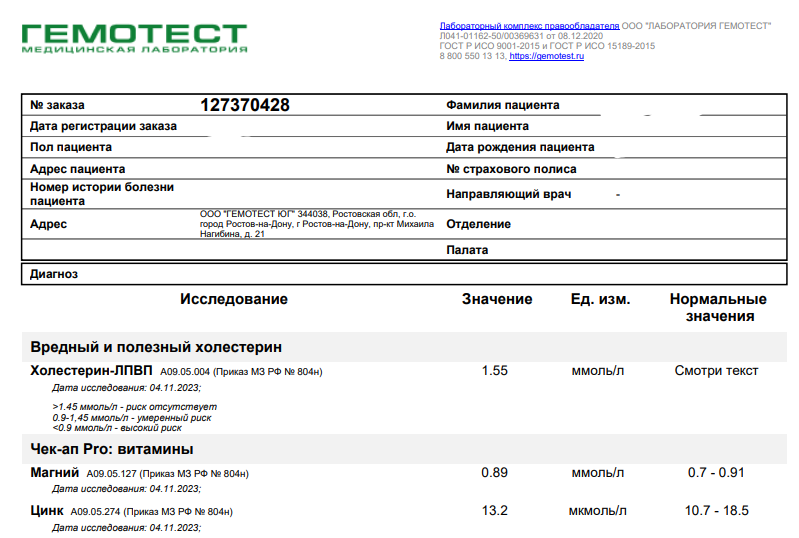 ГЕМОТЕСТ
МЕДИЦИНСКАЯ ЛАБОРАТОРИЯ
Лабораторный комплекс правообладателя ООО "ЛАБОРАТОРИЯ ГЕМОТЕСТ"
Л041-01162-50/00369631 от 08.12.2020
ГОСТ Р ИСО 9001-2015 и ГОСТ Р ИСО 15189-2015
8 800 550 13 13, https://gemotest.ru
№ заказа 127370428 Фамилия пациента
Дата регистрации заказа Имя пациента
Пол пациента Дата рождения пациента
Адрес пациента № страхового полиса
Номер истории болезни
пациента
Направляющий врач -
Адрес
ООО "ГЕМОТЕСТ ЮГ" 344038, Ростовская обл, г.о.
город Ростов-на-Дону, г Ростов-на-Дону, пр-кт Михаила
Нагибина, д. 21
Отделение
Палата
Диагноз
Исследование Значение Ед. изм. Нормальные
значения
Вредный и полезный холестерин
Холестерин-ЛПВП A09.05.004 (Приказ МЗ РФ № 804н) 1.55 ммоль/л Смотри текст
Дата исследования: 04.11.2023;
>1.45 ммоль/л - риск отсутствует
0.9-1,45 ммоль/л - умеренный риск
<0.9 ммоль/л - высокий риск
Чек-ап Pro: витамины
Магний A09.05.127 (Приказ МЗ РФ № 804н) 0.89 ммоль/л 0.7 - 0.91
Дата исследования: 04.11.2023;
Цинк A09.05.274 (Приказ МЗ РФ № 804н) 13.2 мкмоль/л 10.7 - 18.5
Дата исследования: 04.11.2023;